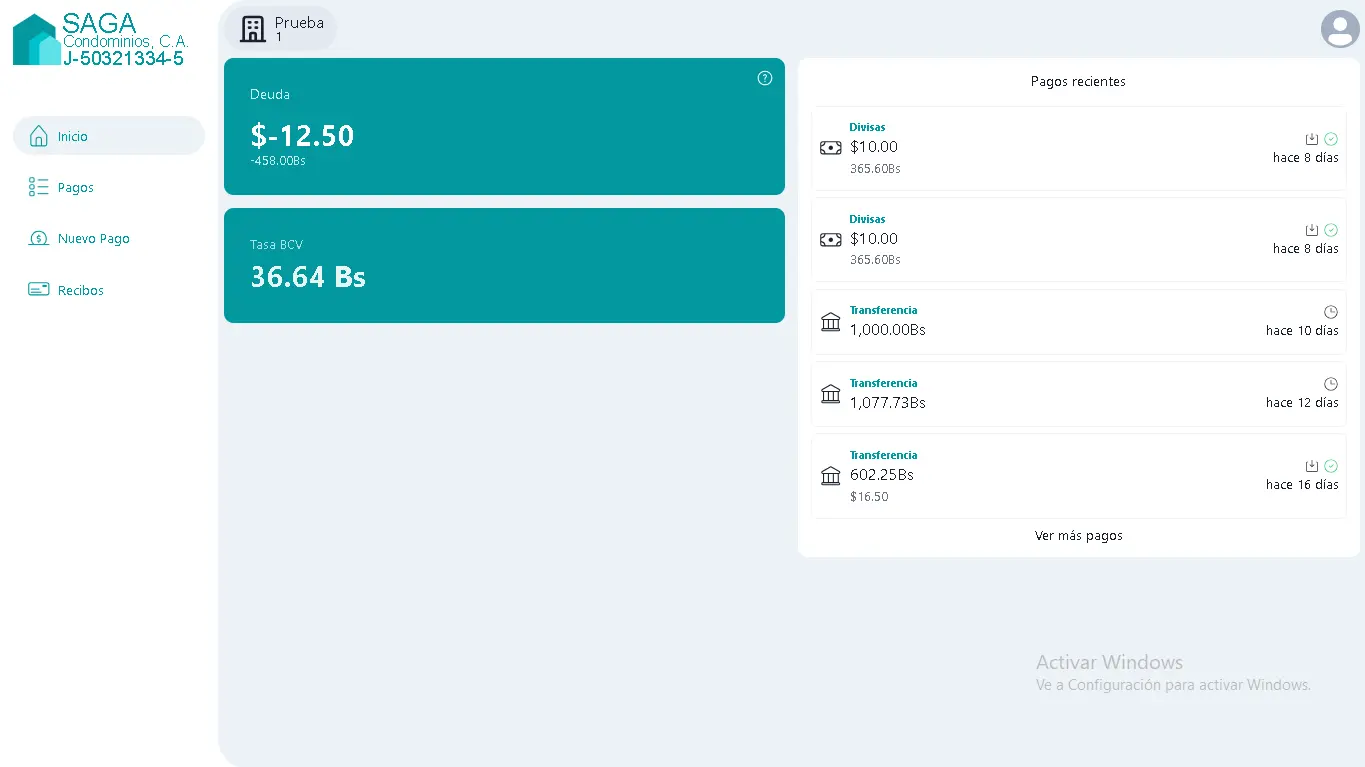 SAGA
Condominios, C.A.
J-50321334-5
Inicio
Pagos
Nuevo Pago
Recibos
Prueba
1
Deuda
$-12.50
-458.00Bs
Tasa BCV
36.64 Bs
Pagos recientes
Divisas
$10.00
365.60Bs
hace 8 días
Divisas
$10.00
365.60Bs
hace 8 días
Transferencia
1,000.00Bs
hace 10 días
Transferencia
1,077.73Bs
hace 12 días
Transferencia
602.25Bs
$16.50
hace 16 días
Ver más pagos
Activar Windows
Ve a Configuración para activar Windows.